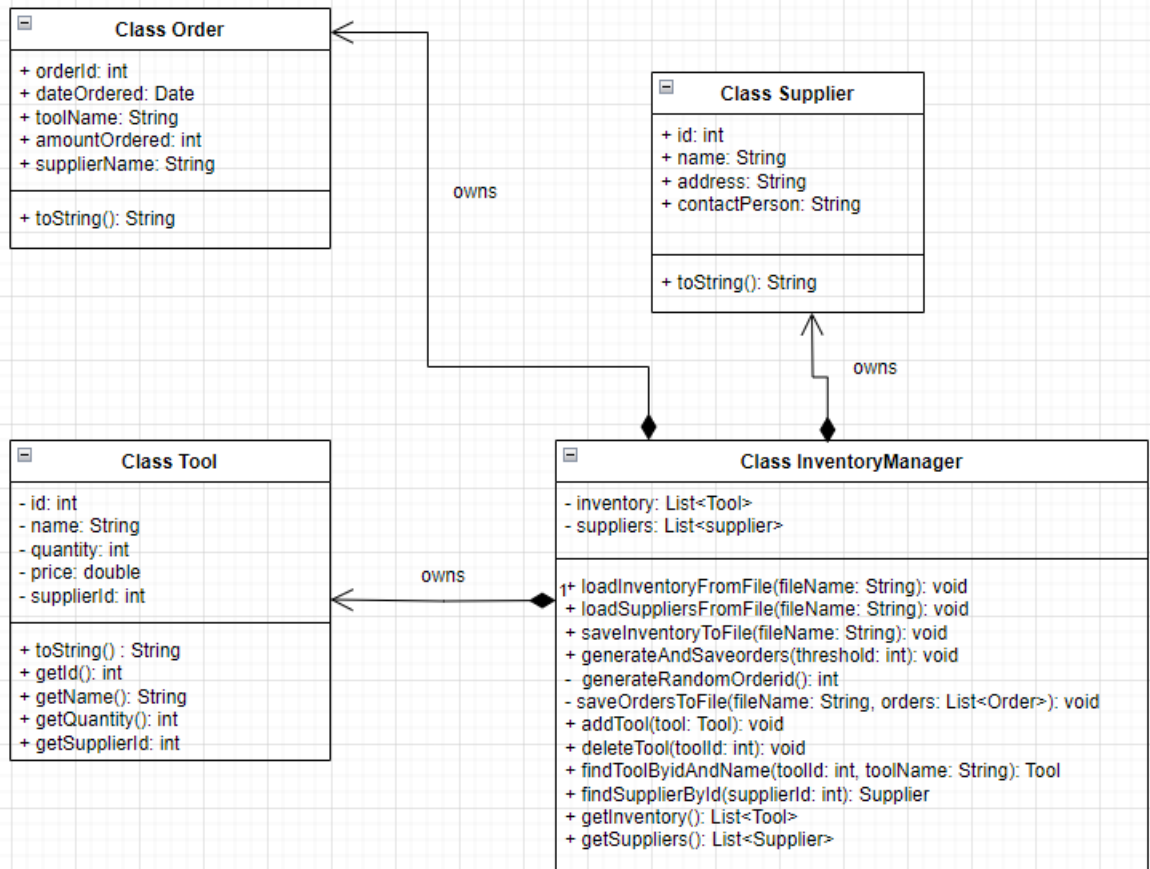 Class Order
+ orderId: int
+ dateOrdered: Date
+ toolName: String
+ amountOrdered: int
+ supplierName: String
+ toString(): String
owns
Class Supplier
+ id: int
+ name: String
+ address: String
+ contactPerson: String
+ toString(): String
owns
Class Tool
- id: int
- name: String
- quantity: int
- price: double
- supplierId: int
+ toString() : String
+ getId(): int
+ getName(): String
+ getQuantity(): int
+ getSupplierId: int
owns
1
Class InventoryManager
- inventory: List<Tool>
- suppliers: List<supplier>
+ loadInventoryFromFile(fileName: String): void
+ loadSuppliersFromFile(fileName: String): void
+ saveInventoryToFile(fileName: String): void
+ generateAndSaveorders(threshold: int): void
- generateRandomOrderid(): int
- saveOrdersToFile(fileName: String, orders: List<Order>): void
+ addTool(tool: Tool): void
+ deleteTool(toolId: int): void
+ findToolByidAndName(toolId: int, toolName: String): Tool
+ findSupplierById(supplierId: int): Supplier
+ getInventory(): List<Tool>
+ getSuppliers(): List<Supplier>